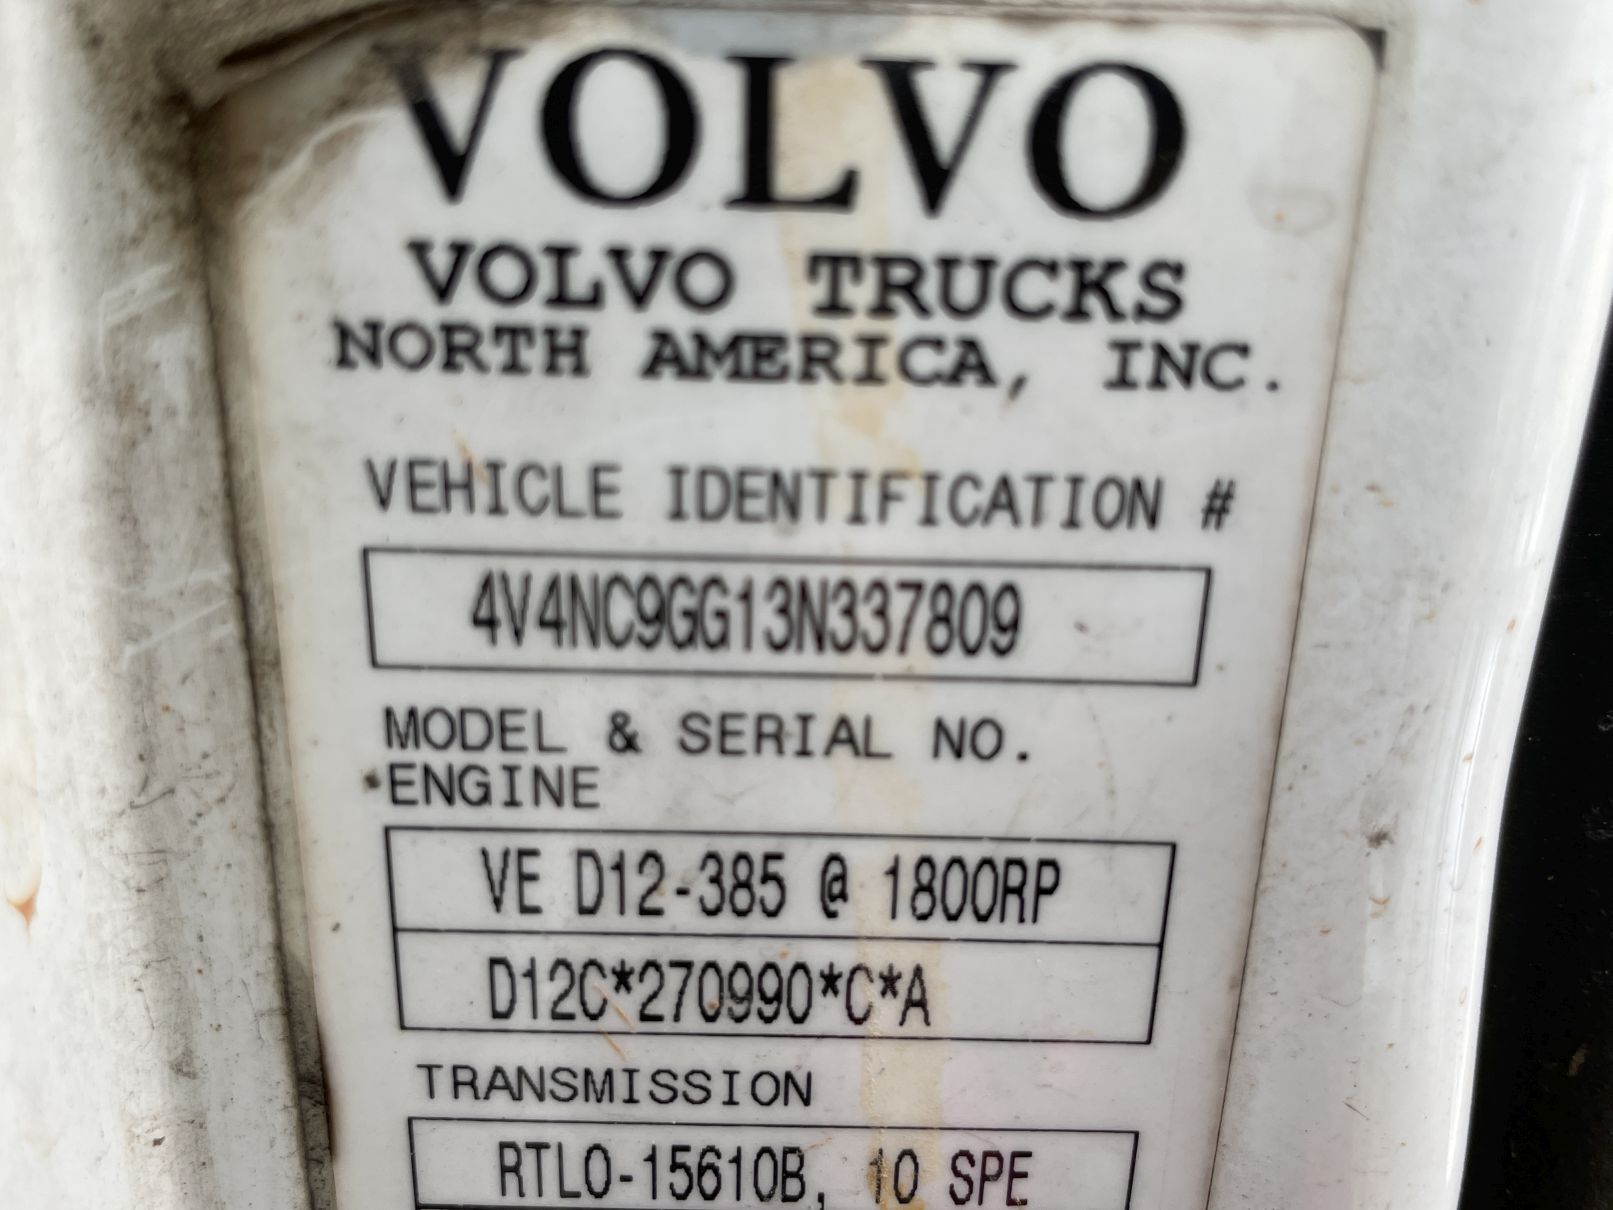 VOLVO
VOLVO TRUCKS
NORTH AMERICA, INC.
VEHICLE IDENTIFICATION #
4V4NC9GG13N337809
MODEL & SERIAL NO.
ENGINE
VE D12-385 @ 1800RP
D12C*270990*C*A
TRANSMISSION
RTLO-15610B, 10 SPE